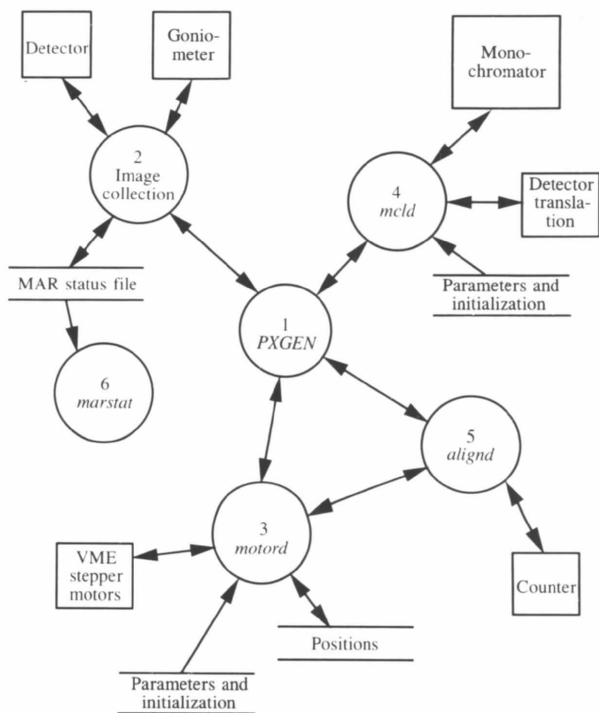 Detector
Gonio-
meter
Mono-
chromator
2
Image
collection
4
mcld
Detector
transla-
tion
MAR status file
Parameters and
initialization
1
PXGEN
6
marstat
5
alignd
3
motord
VME
stepper
motors
Counter
Positions
Parameters and
initialization